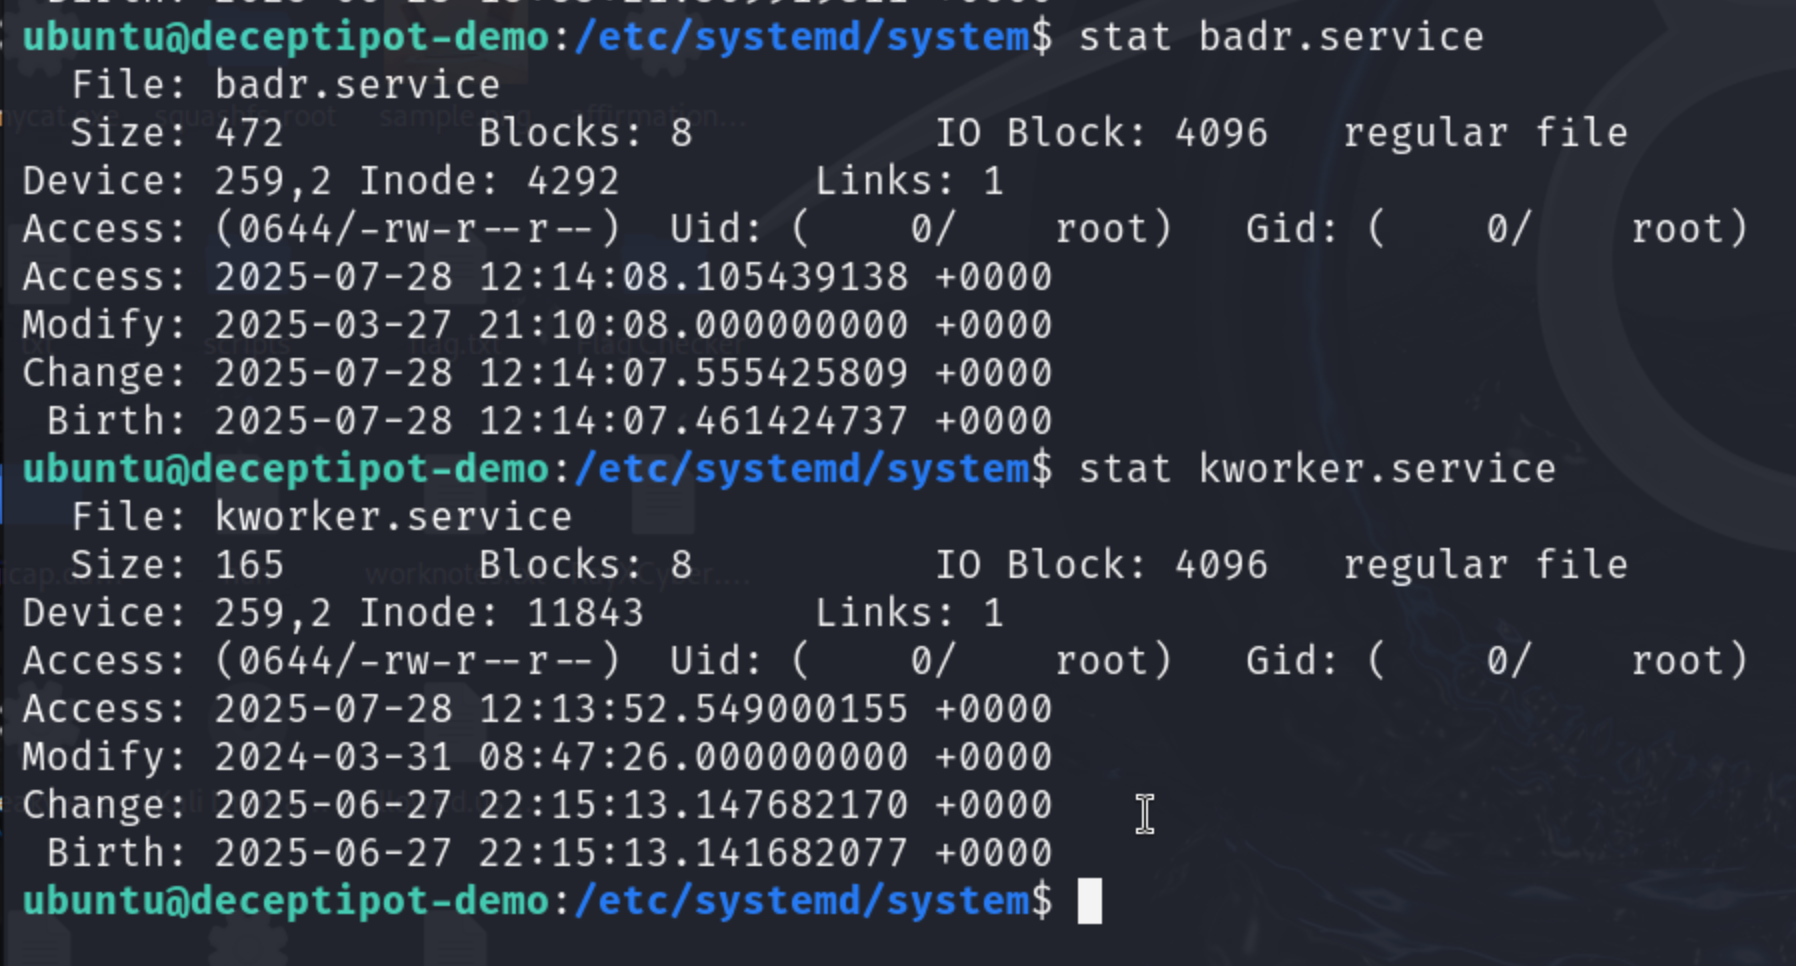 ubuntu@deceptipot-demo:/etc/systemd/system$ stat badr.service
  File: badr.service
  Size: 472        Blocks: 8          IO Block: 4096   regular file
Device: 259,2 Inode: 4292        Links: 1
Access: (0644/-rw-r--r--)  Uid: (    0/    root)   Gid: (    0/    root)
Access: 2025-07-28 12:14:08.105439138 +0000
Modify: 2025-03-27 21:10:08.000000000 +0000
Change: 2025-07-28 12:14:07.555425809 +0000
 Birth: 2025-07-28 12:14:07.461424737 +0000
ubuntu@deceptipot-demo:/etc/systemd/system$ stat kworker.service
  File: kworker.service
  Size: 165        Blocks: 8          IO Block: 4096   regular file
Device: 259,2 Inode: 11843       Links: 1
Access: (0644/-rw-r--r--)  Uid: (    0/    root)   Gid: (    0/    root)
Access: 2025-07-28 12:13:52.549000155 +0000
Modify: 2024-03-31 08:47:26.000000000 +0000
Change: 2025-06-27 22:15:13.147682170 +0000
 Birth: 2025-06-27 22:15:13.141682077 +0000
ubuntu@deceptipot-demo:/etc/systemd/system$